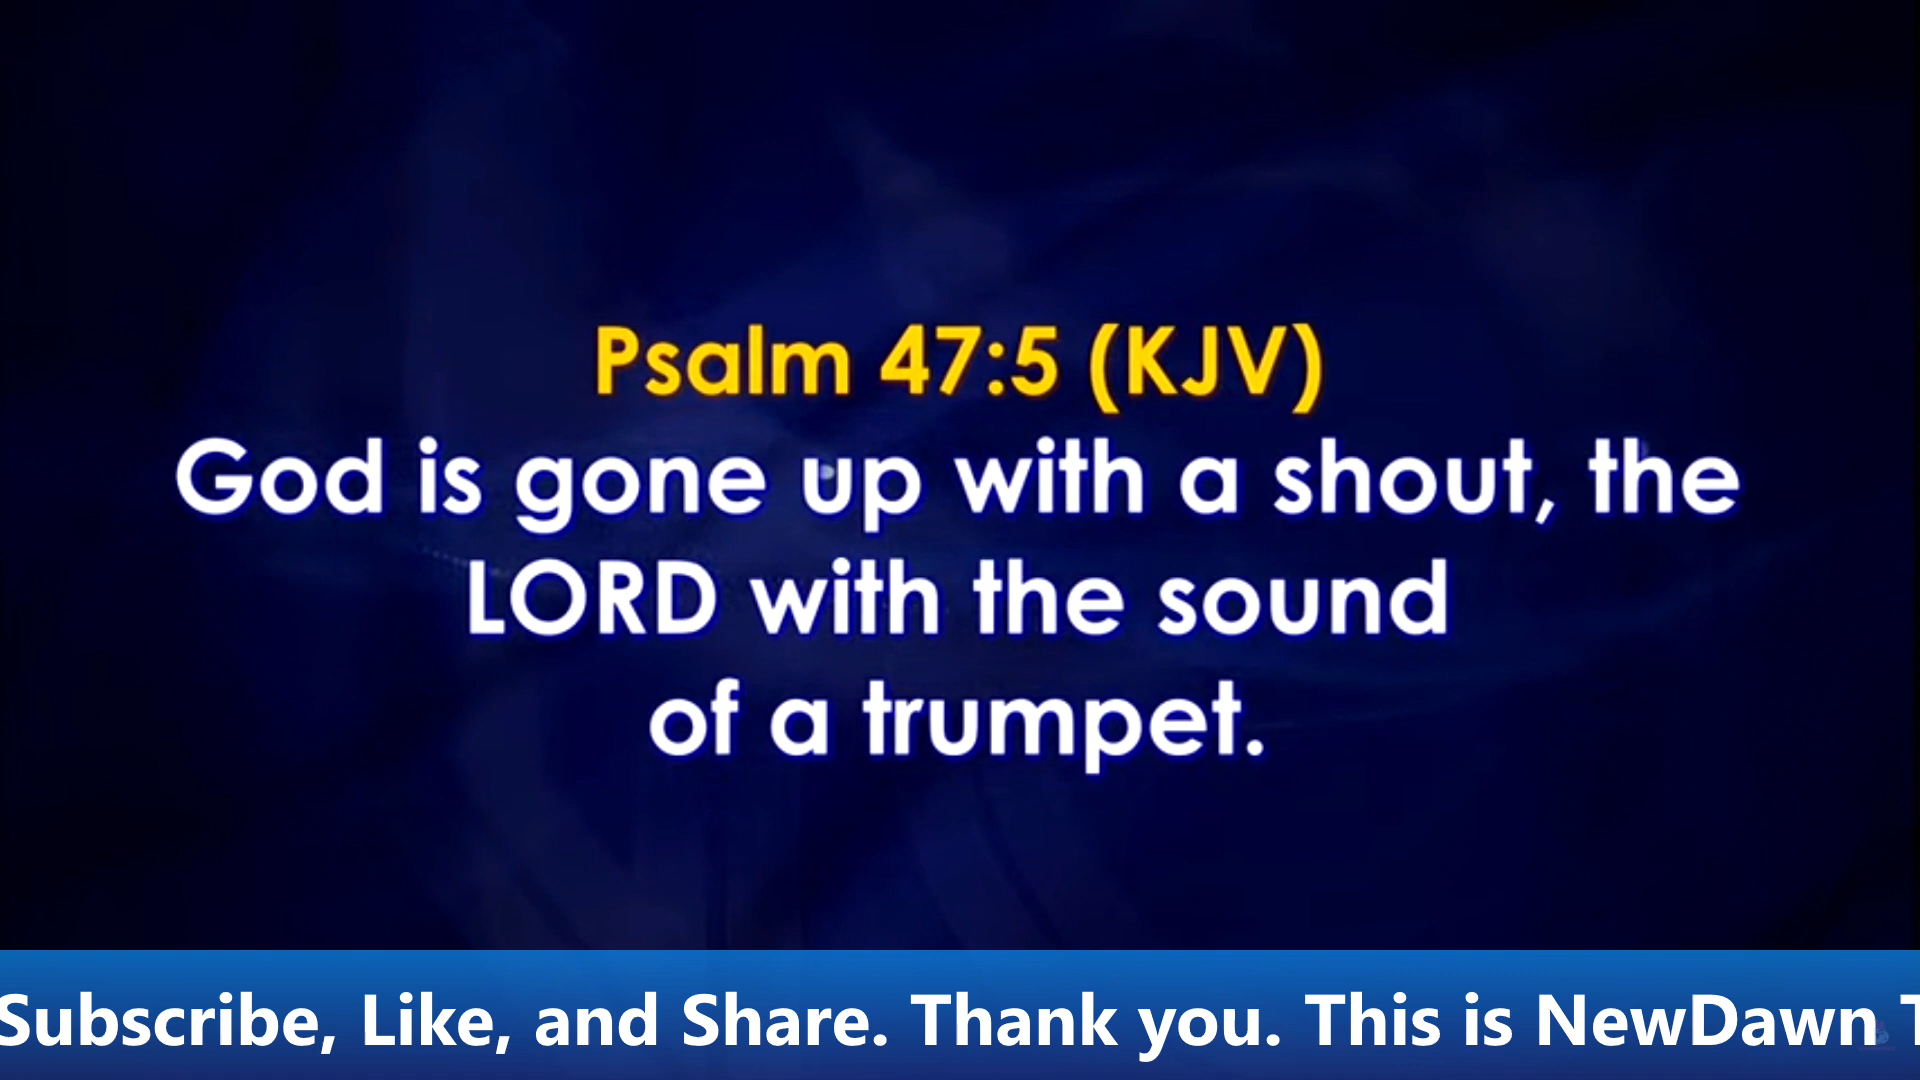 Psalm 47:5 (KJV)
God is gone up with a shout, the
LORD with the sound
of a trumpet.
Subscribe, Like, and Share. Thank you. This is NewDawn T